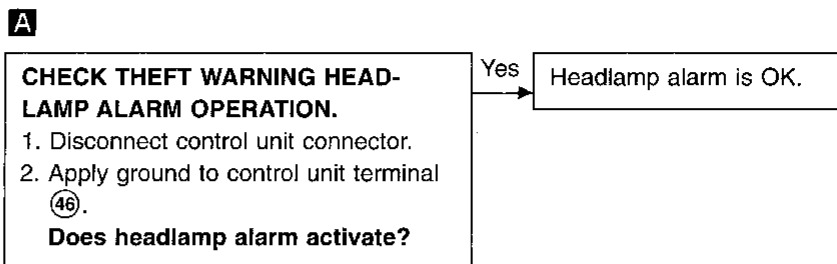 A
CHECK THEFT WARNING HEAD-
LAMP ALARM OPERATION.
1. Disconnect control unit connector.
2. Apply ground to control unit terminal
46.
Does headlamp alarm activate?
Yes
Headlamp alarm is OK.